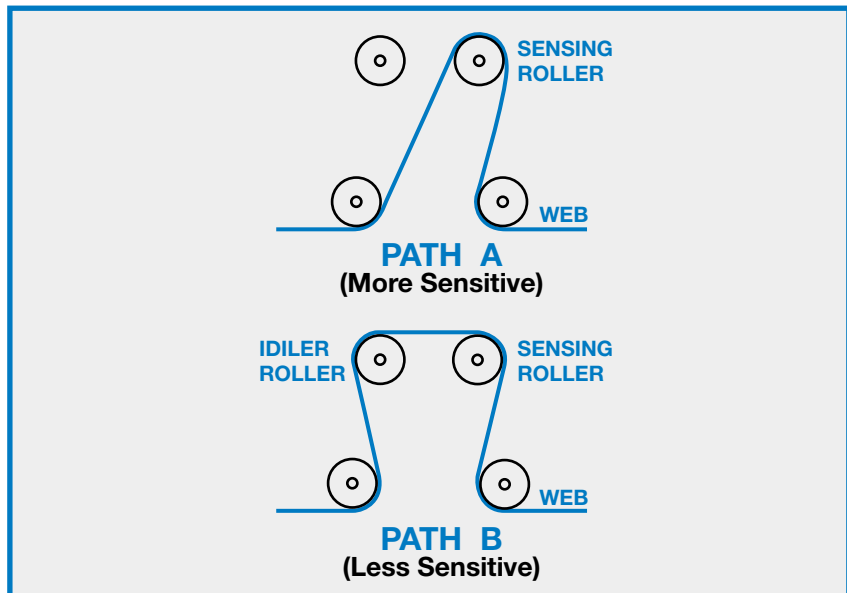 SENSING
ROLLER
WEB
PATH A
(More Sensitive)
IDILER
ROLLER
SENSING
ROLLER
WEB
PATH B
(Less Sensitive)